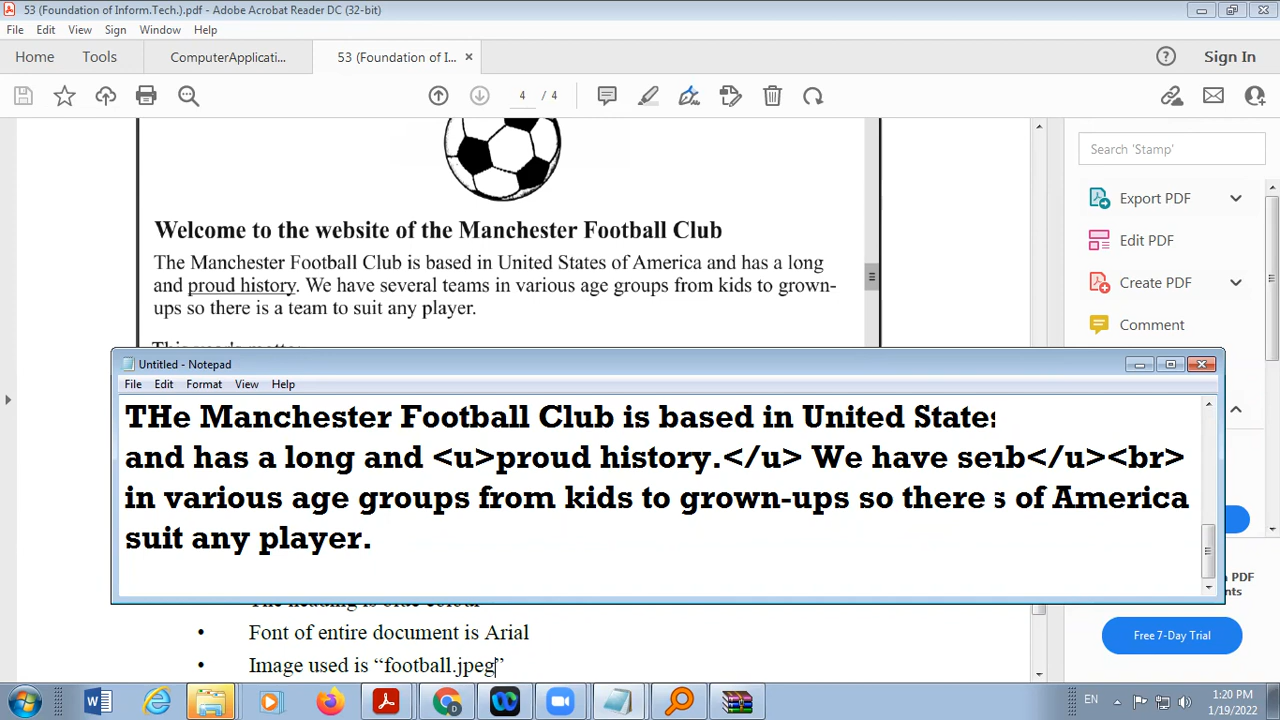 53 (Foundation of Inform.Tech.).pdf - Adobe Acrobat Reader DC (32-bit)
File Edit View Sign Window Help
Home Tools ComputerApplicati... 53 (Foundation of I... × Sign In
4 / 4
Search 'Stamp'
Export PDF
Edit PDF
Create PDF
Comment
Welcome to the website of the Manchester Football Club
The Manchester Football Club is based in United States of America and has a long
and proud history. We have several teams in various age groups from kids to grown-
ups so there is a team to suit any player.
Untitled - Notepad
File Edit Format View Help
THe Manchester Football Club is based in United States
and has a long and <u>proud history.</u> We have se
b</u><br>
in various age groups from kids to grown-ups so there
s of America
suit any player.
Font of entire document is Arial
Image used is “football.jpeg”
PDF
Free 7-Day Trial
EN
1:20 PM
1/19/2022